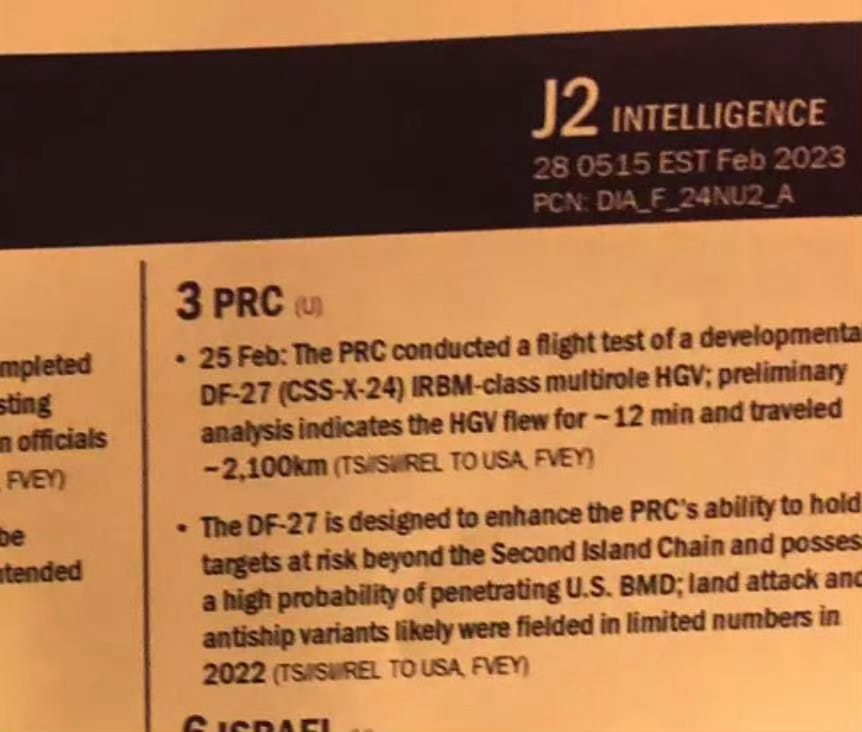 J2 INTELLIGENCE
28 0515 EST Feb 2023
PCN: DIA_F_24NU2_A
mpleted
sting
n officials
FVEY)
be
tended
3 PRC (U)
• 25 Feb: The PRC conducted a flight test of a developmenta
DF-27 (CSS-X-24) IRBM-class multirole HGV; preliminary
analysis indicates the HGV flew for ~12 min and traveled
~2,100km (TS//SI//REL TO USA, FVEY)
• The DF-27 is designed to enhance the PRC's ability to hold
targets at risk beyond the Second Island Chain and posses
a high probability of penetrating U.S. BMD; land attack and
antiship variants likely were fielded in limited numbers in
2022 (TS//SI//REL TO USA, FVEY)
6 ISRAEL